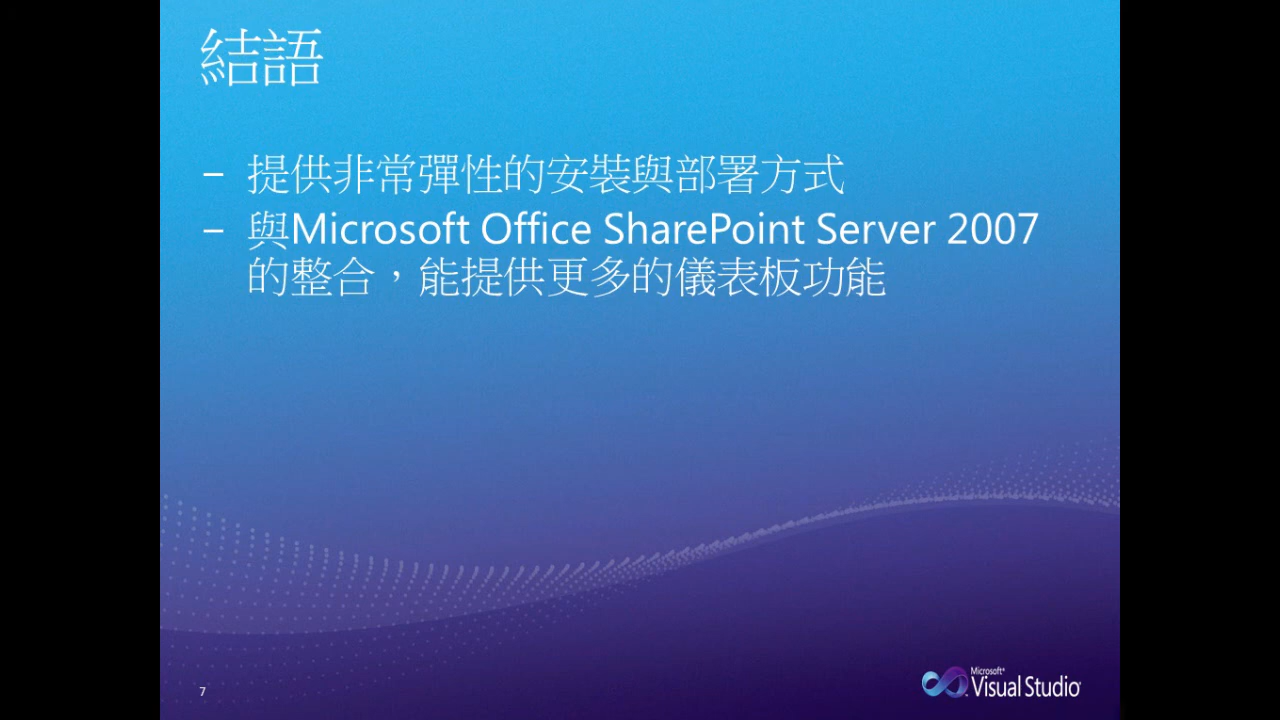 結語
– 提供非常彈性的安裝與部署方式
– 與Microsoft Office SharePoint Server 2007
的整合，能提供更多的儀表板功能
7
Microsoft®
Visual Studio®